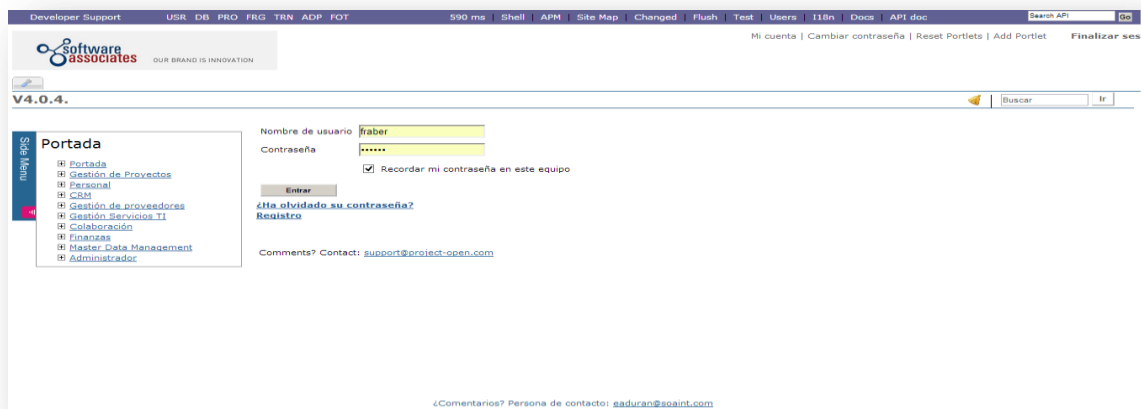 Developer Support USR DB PRO FRG TRN ADP FOT 590 ms | Shell | APM | Site Map | Changed | Flush | Test | Users | I18n | Docs | API doc Search API Go
Mi cuenta | Cambiar contraseña | Reset Portlets | Add Portlet Finalizar ses
software
associates OUR BRAND IS INNOVATION
V4.0.4. Buscar Ir
Side Menu
Portada
Portada
Gestión de Proyectos
Personal
CRM
Gestión de proveedores
Gestión Servicios TI
Colaboración
Finanzas
Master Data Management
Administrador
Nombre de usuario fraber
Contraseña ••••••
Recordar mi contraseña en este equipo
Entrar
¿Ha olvidado su contraseña?
Registro
Comments? Contact: support@project-open.com
¿Comentarios? Persona de contacto: eaduran@soaint.com